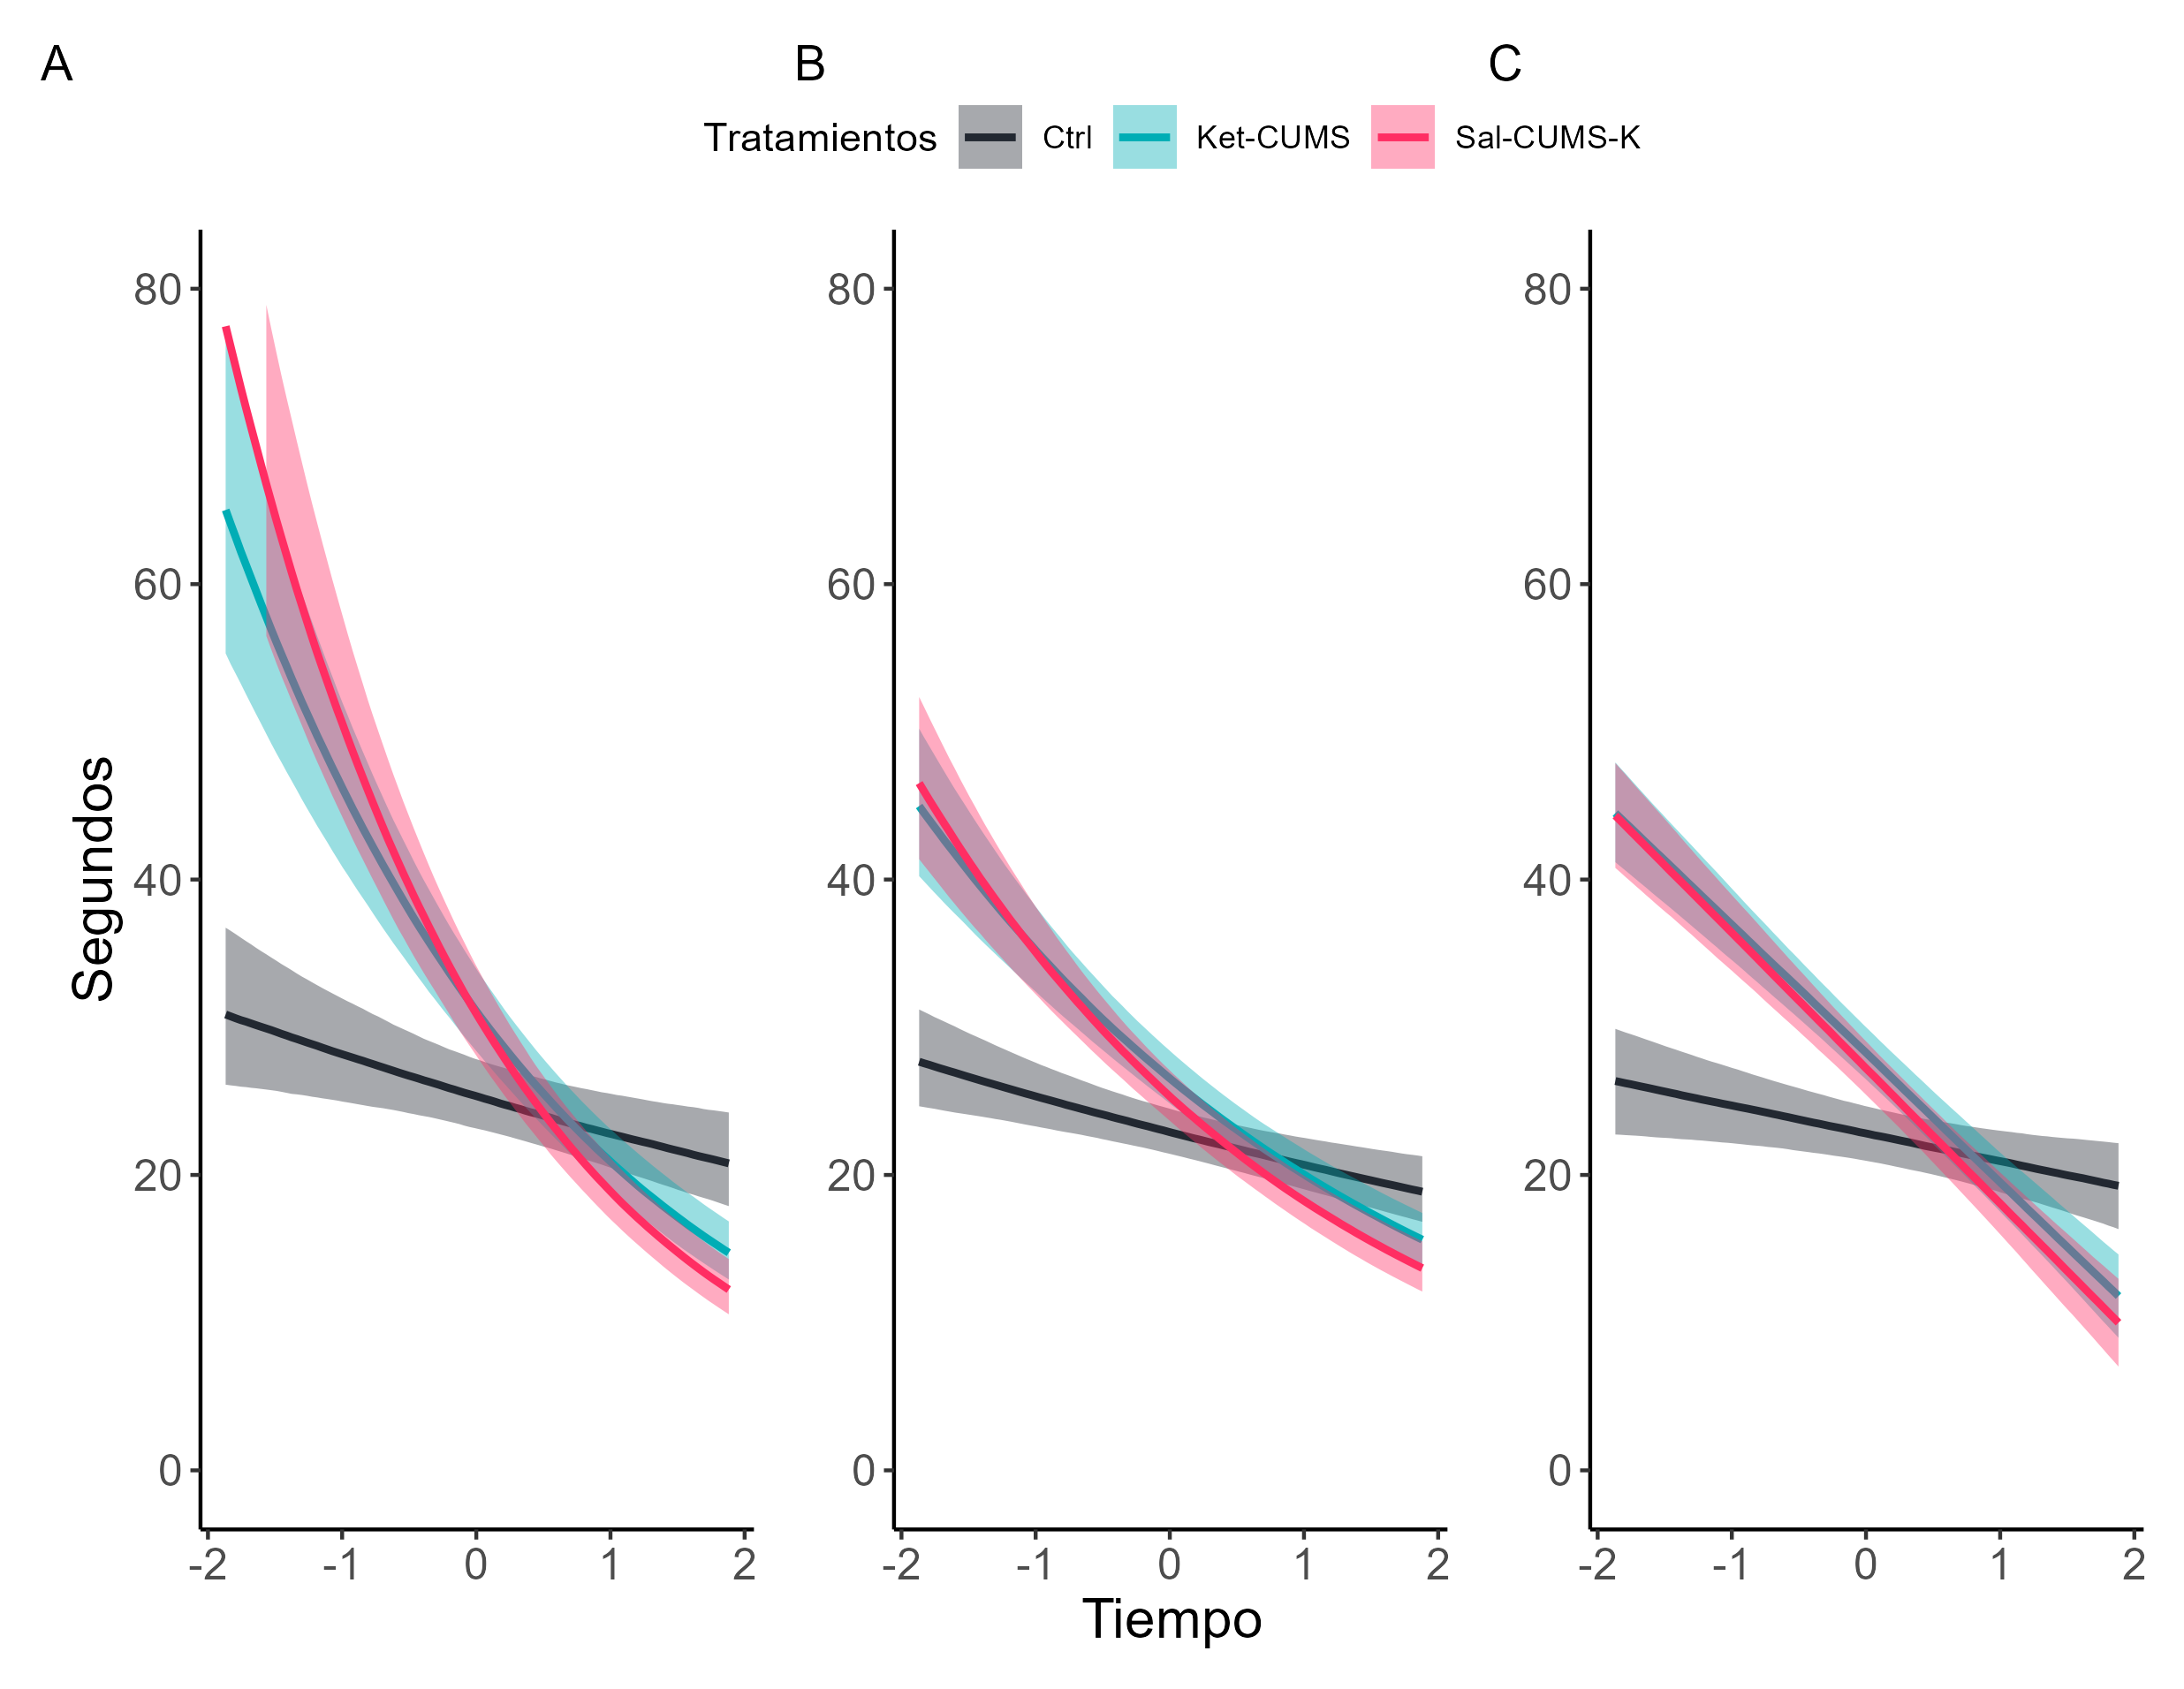 A B C
Tratamientos Ctrl Ket-CUMS Sal-CUMS-K
80 80 80
60 60 60
Segundos
40 40 40
20 20 20
0 0 0
-2 -1 0 1 2 -2 -1 0 1 2 -2 -1 0 1 2
Tiempo